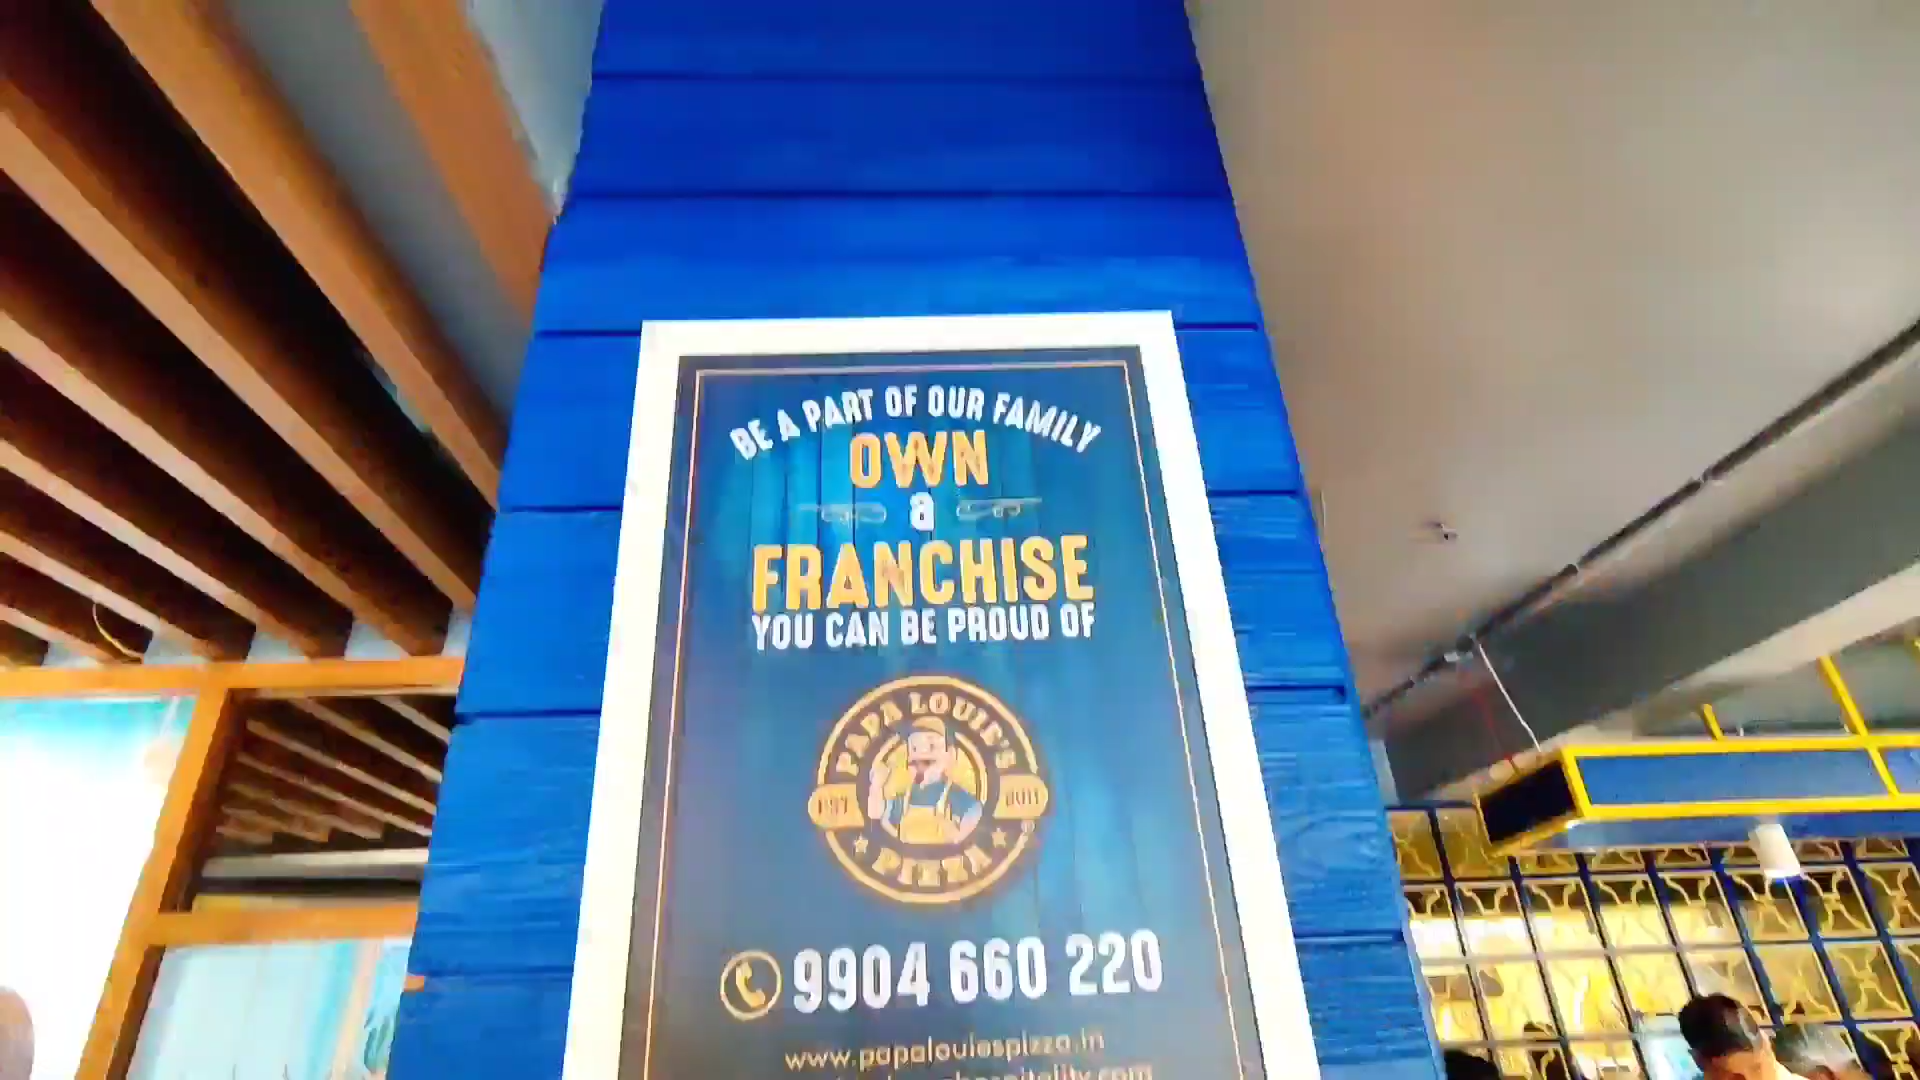 BE A PART OF OUR FAMILY
OWN
a
FRANCHISE
YOU CAN BE PROUD OF
PAPA LOUIE'S
PIZZA
9904 660 220
www.papalouiespizza.in